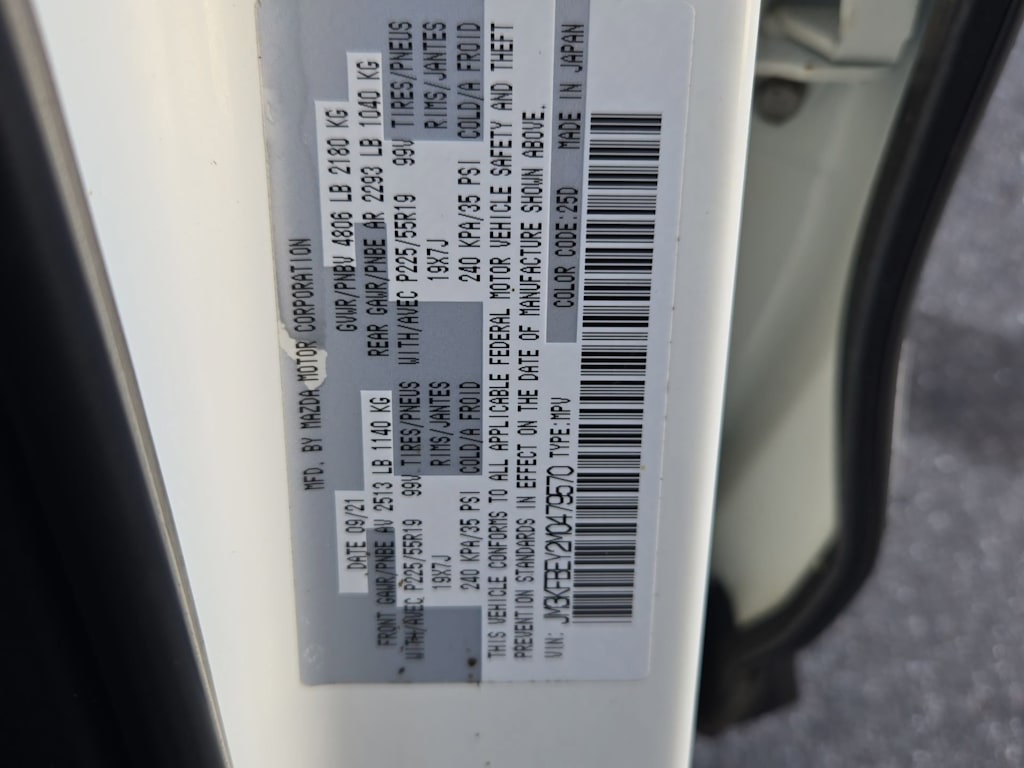 MFD. BY MAZDA MOTOR CORPORATION
DATE 09/21 GVWR/PNBV 4806 LB 2180 KG
FRONT GAWR/PNBE AV 2513 LB 1140 KG REAR GAWR/PNBE AR 2293 LB 1040 KG
WITH/AVEC P225/55R19 99V TIRES/PNEUS WITH/AVEC P225/55R19 99V TIRES/PNEUS
19X7J RIMS/JANTES 19X7J RIMS/JANTES
240 KPA/35 PSI COLD/A FROID 240 KPA/35 PSI COLD/A FROID
THIS VEHICLE CONFORMS TO ALL APPLICABLE FEDERAL MOTOR VEHICLE SAFETY AND THEFT
PREVENTION STANDARDS IN EFFECT ON THE DATE OF MANUFACTURE SHOWN ABOVE.
VIN: JM3KFBEY2M0479570 TYPE:MPV COLOR CODE:25D MADE IN JAPAN